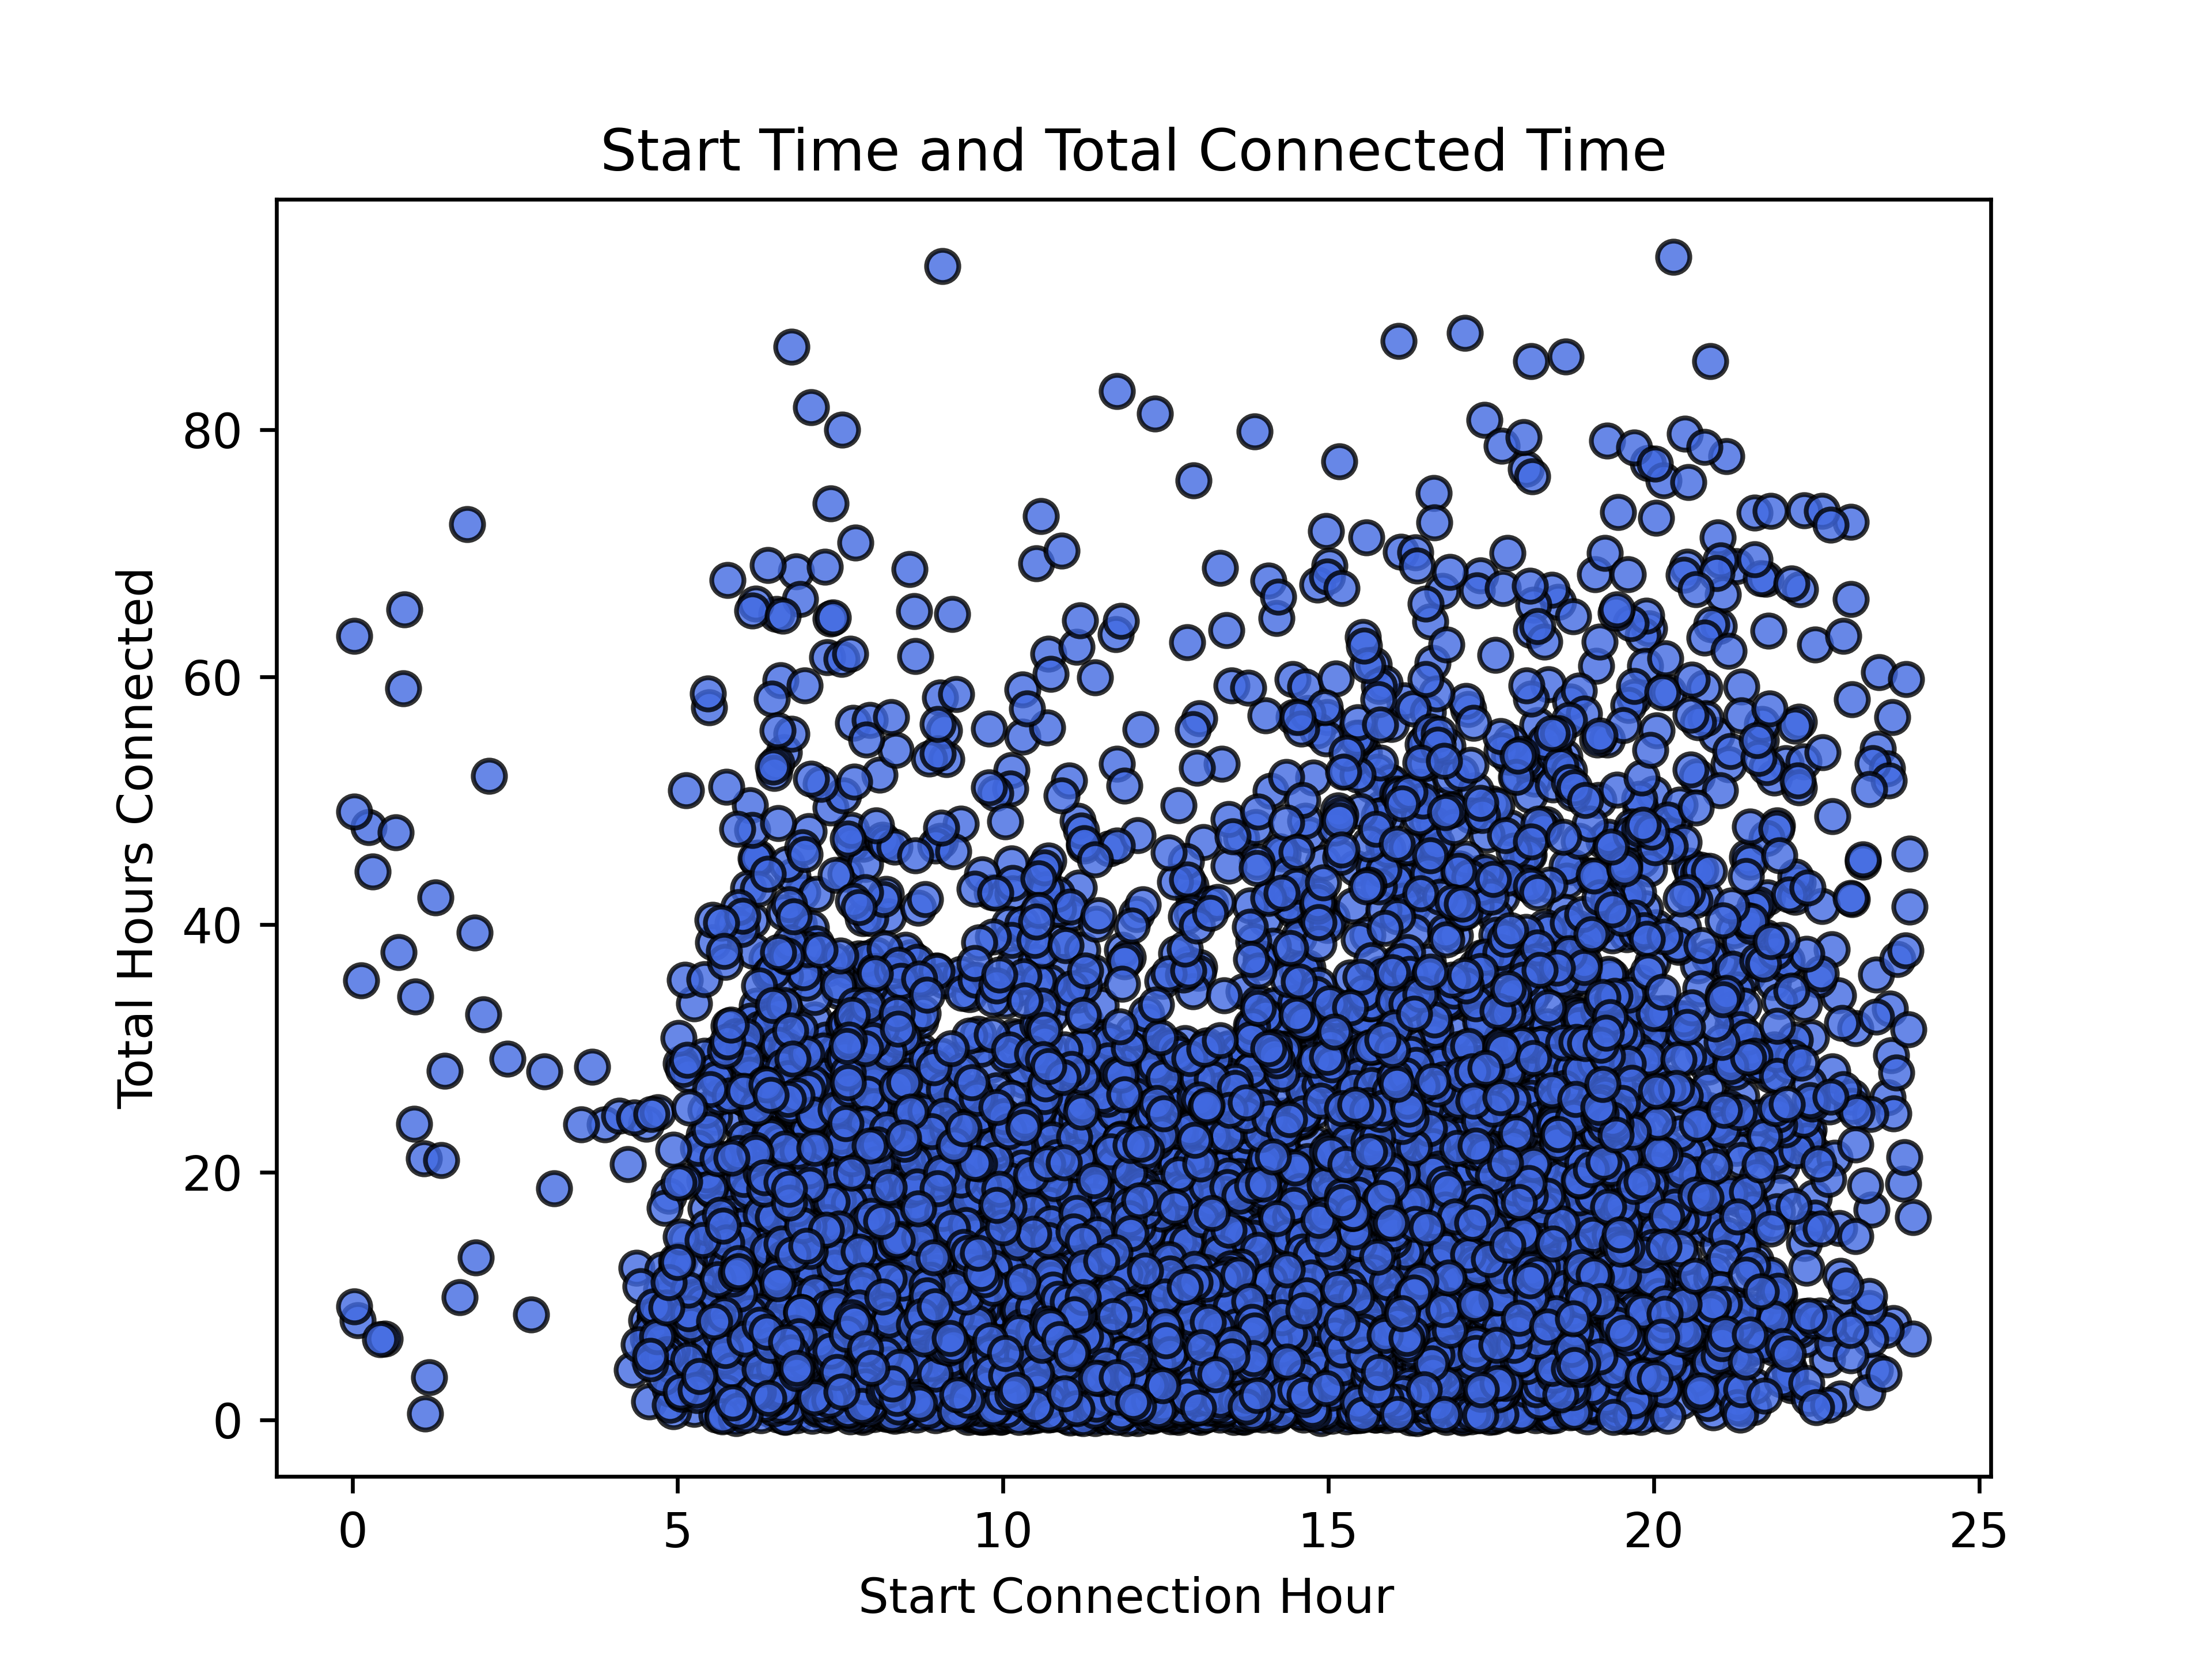 Start Time and Total Connected Time
Total Hours Connected
80
60
40
20
0
0 5 10 15 20 25
Start Connection Hour